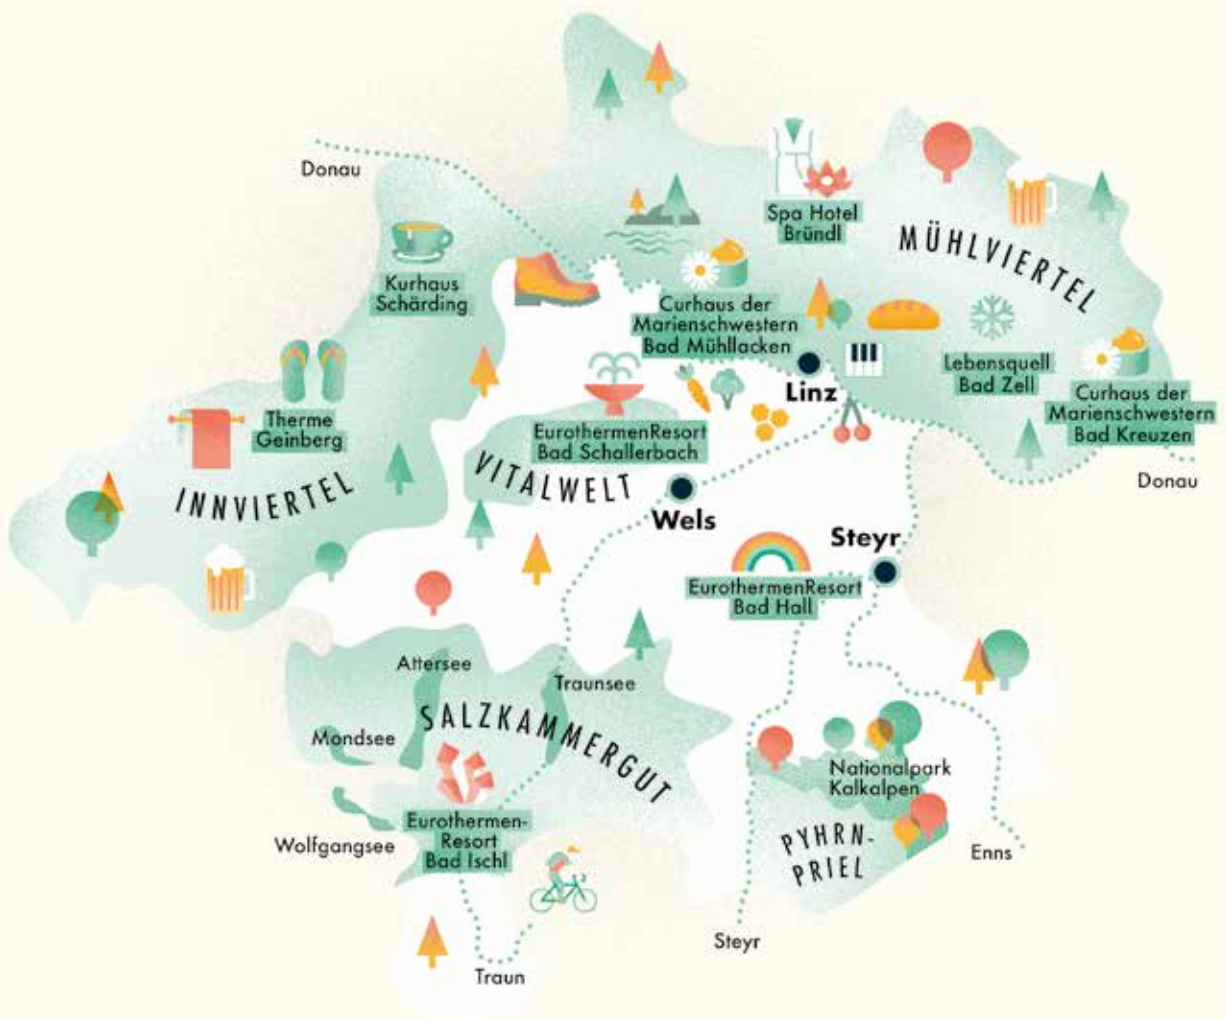 Donau
Spa Hotel
Bründl
MÜHLVIERTEL
Kurhaus
Schärding
Curhaus der
Marienschwestern
Bad Mühllacken
Lebensquell
Bad Zell
Curhaus der
Marienschwestern
Bad Kreuzen
Donau
Linz
Therme
Geinberg
INNVIERTEL
EurothermenResort
Bad Schallerbach
VITALWELT
Wels
Steyr
EurothermenResort
Bad Hall
Attersee
Traunsee
Mondsee
SALZKAMMERGUT
Wolfgangsee
Eurothermen-
Resort
Bad Ischl
Nationalpark
Kalkalpen
PYHRN-
PRIEL
Enns
Steyr
Traun